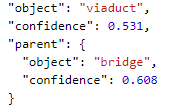 "object": "viaduct",
"confidence": 0.531,
"parent": {
  "object": "bridge",
  "confidence": 0.608
}